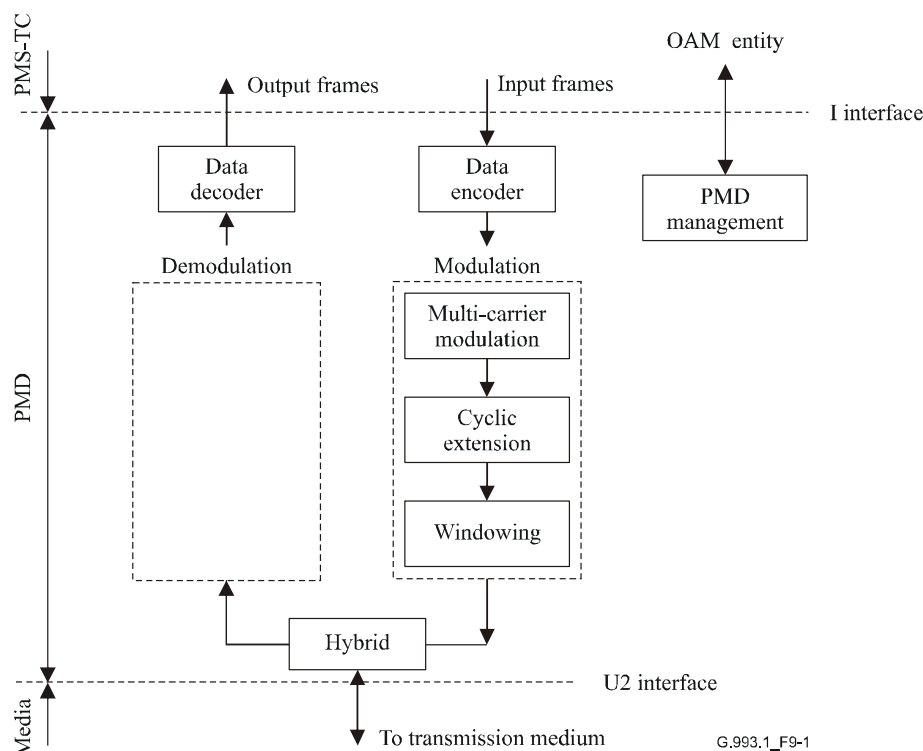 PMS-TC
OAM entity
Output frames
Input frames
I interface
Data
decoder
Data
encoder
PMD
management
Demodulation
Modulation
Multi-carrier
modulation
PMD
Cyclic
extension
Windowing
Hybrid
U2 interface
Media
To transmission medium
G.993.1_F9-1